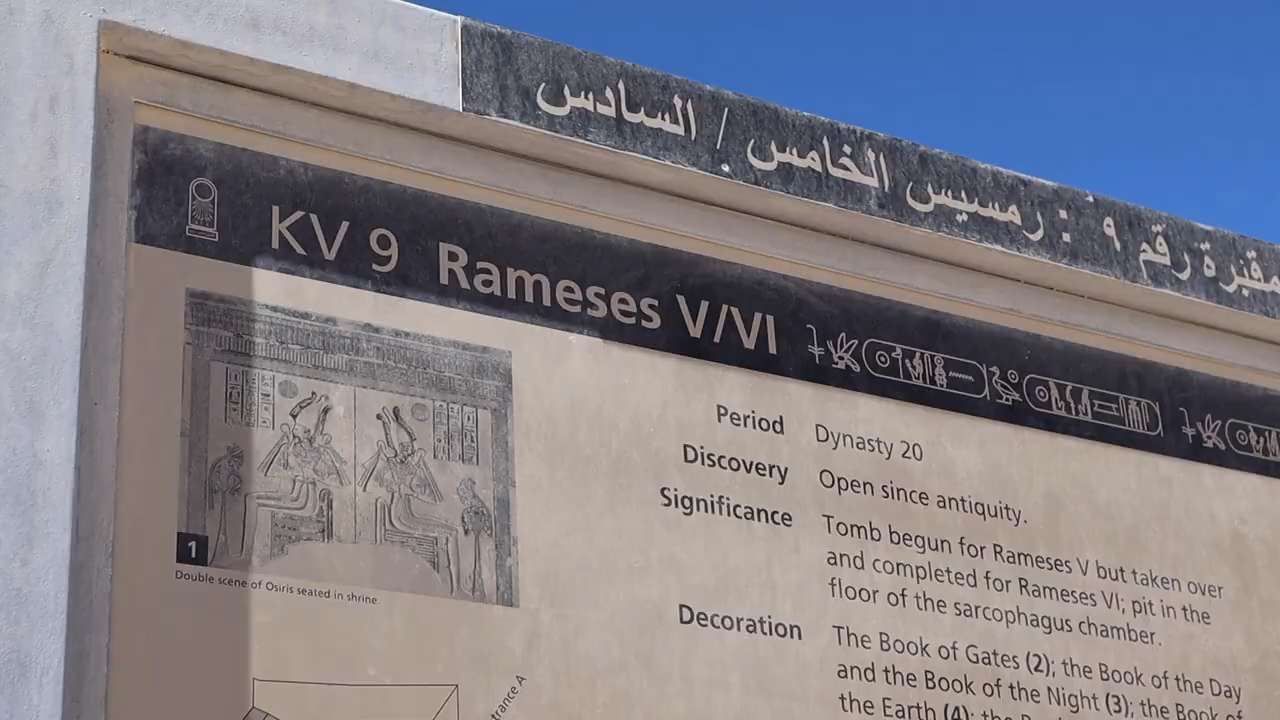 مقبرة رقم ٩ : رمسيس الخامس / السادس
KV 9 Rameses V/VI
Period Dynasty 20
Discovery Open since antiquity.
Significance Tomb begun for Rameses V but taken over
and completed for Rameses VI; pit in the
floor of the sarcophagus chamber.
1
Double scene of Osiris seated in shrine.
Decoration The Book of Gates (2); the Book of the Day
and the Book of the Night (3); the Book of
the Earth (4); the
trance A